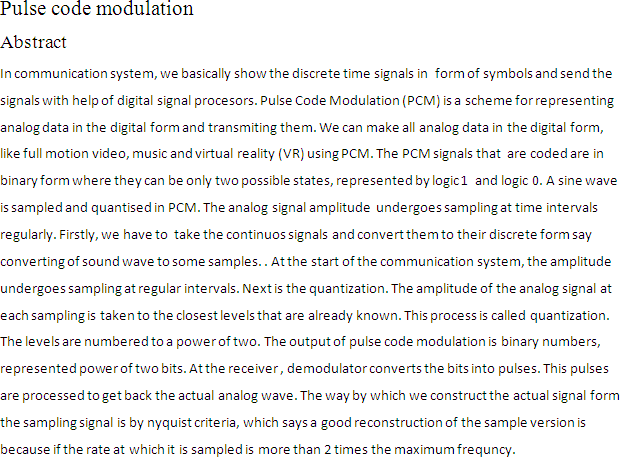 Pulse code modulation
Abstract
In communication system, we basically show the discrete time signals in  form of symbols and send the
signals with help of digital signal procesors. Pulse Code Modulation (PCM) is a scheme for representing
analog data in the digital form and transmiting them. We can make all analog data in the digital form,
like full motion video, music and virtual reality (VR) using PCM. The PCM signals that  are coded are in
binary form where they can be only two possible states, represented by logic 1  and logic 0. A sine wave
is sampled and quantised in PCM. The analog signal amplitude  undergoes sampling at time intervals
regularly. Firstly, we have to  take the continuos signals and convert them to their discrete form say
converting of sound wave to some samples. . At the start of the communication system, the amplitude
undergoes sampling at regular intervals. Next is the quantization. The amplitude of the analog signal at
each sampling is taken to the closest levels that are already known. This process is called quantization.
The levels are numbered to a power of two. The output of pulse code modulation is binary numbers,
represented power of two bits. At the receiver , demodulator converts the bits into pulses. This pulses
are processed to get back the actual analog wave. The way by which we construct the actual signal form
the sampling signal is by nyquist criteria, which says a good reconstruction of the sample version is
because if the rate at which it is sampled is more than 2 times the maximum frequncy.